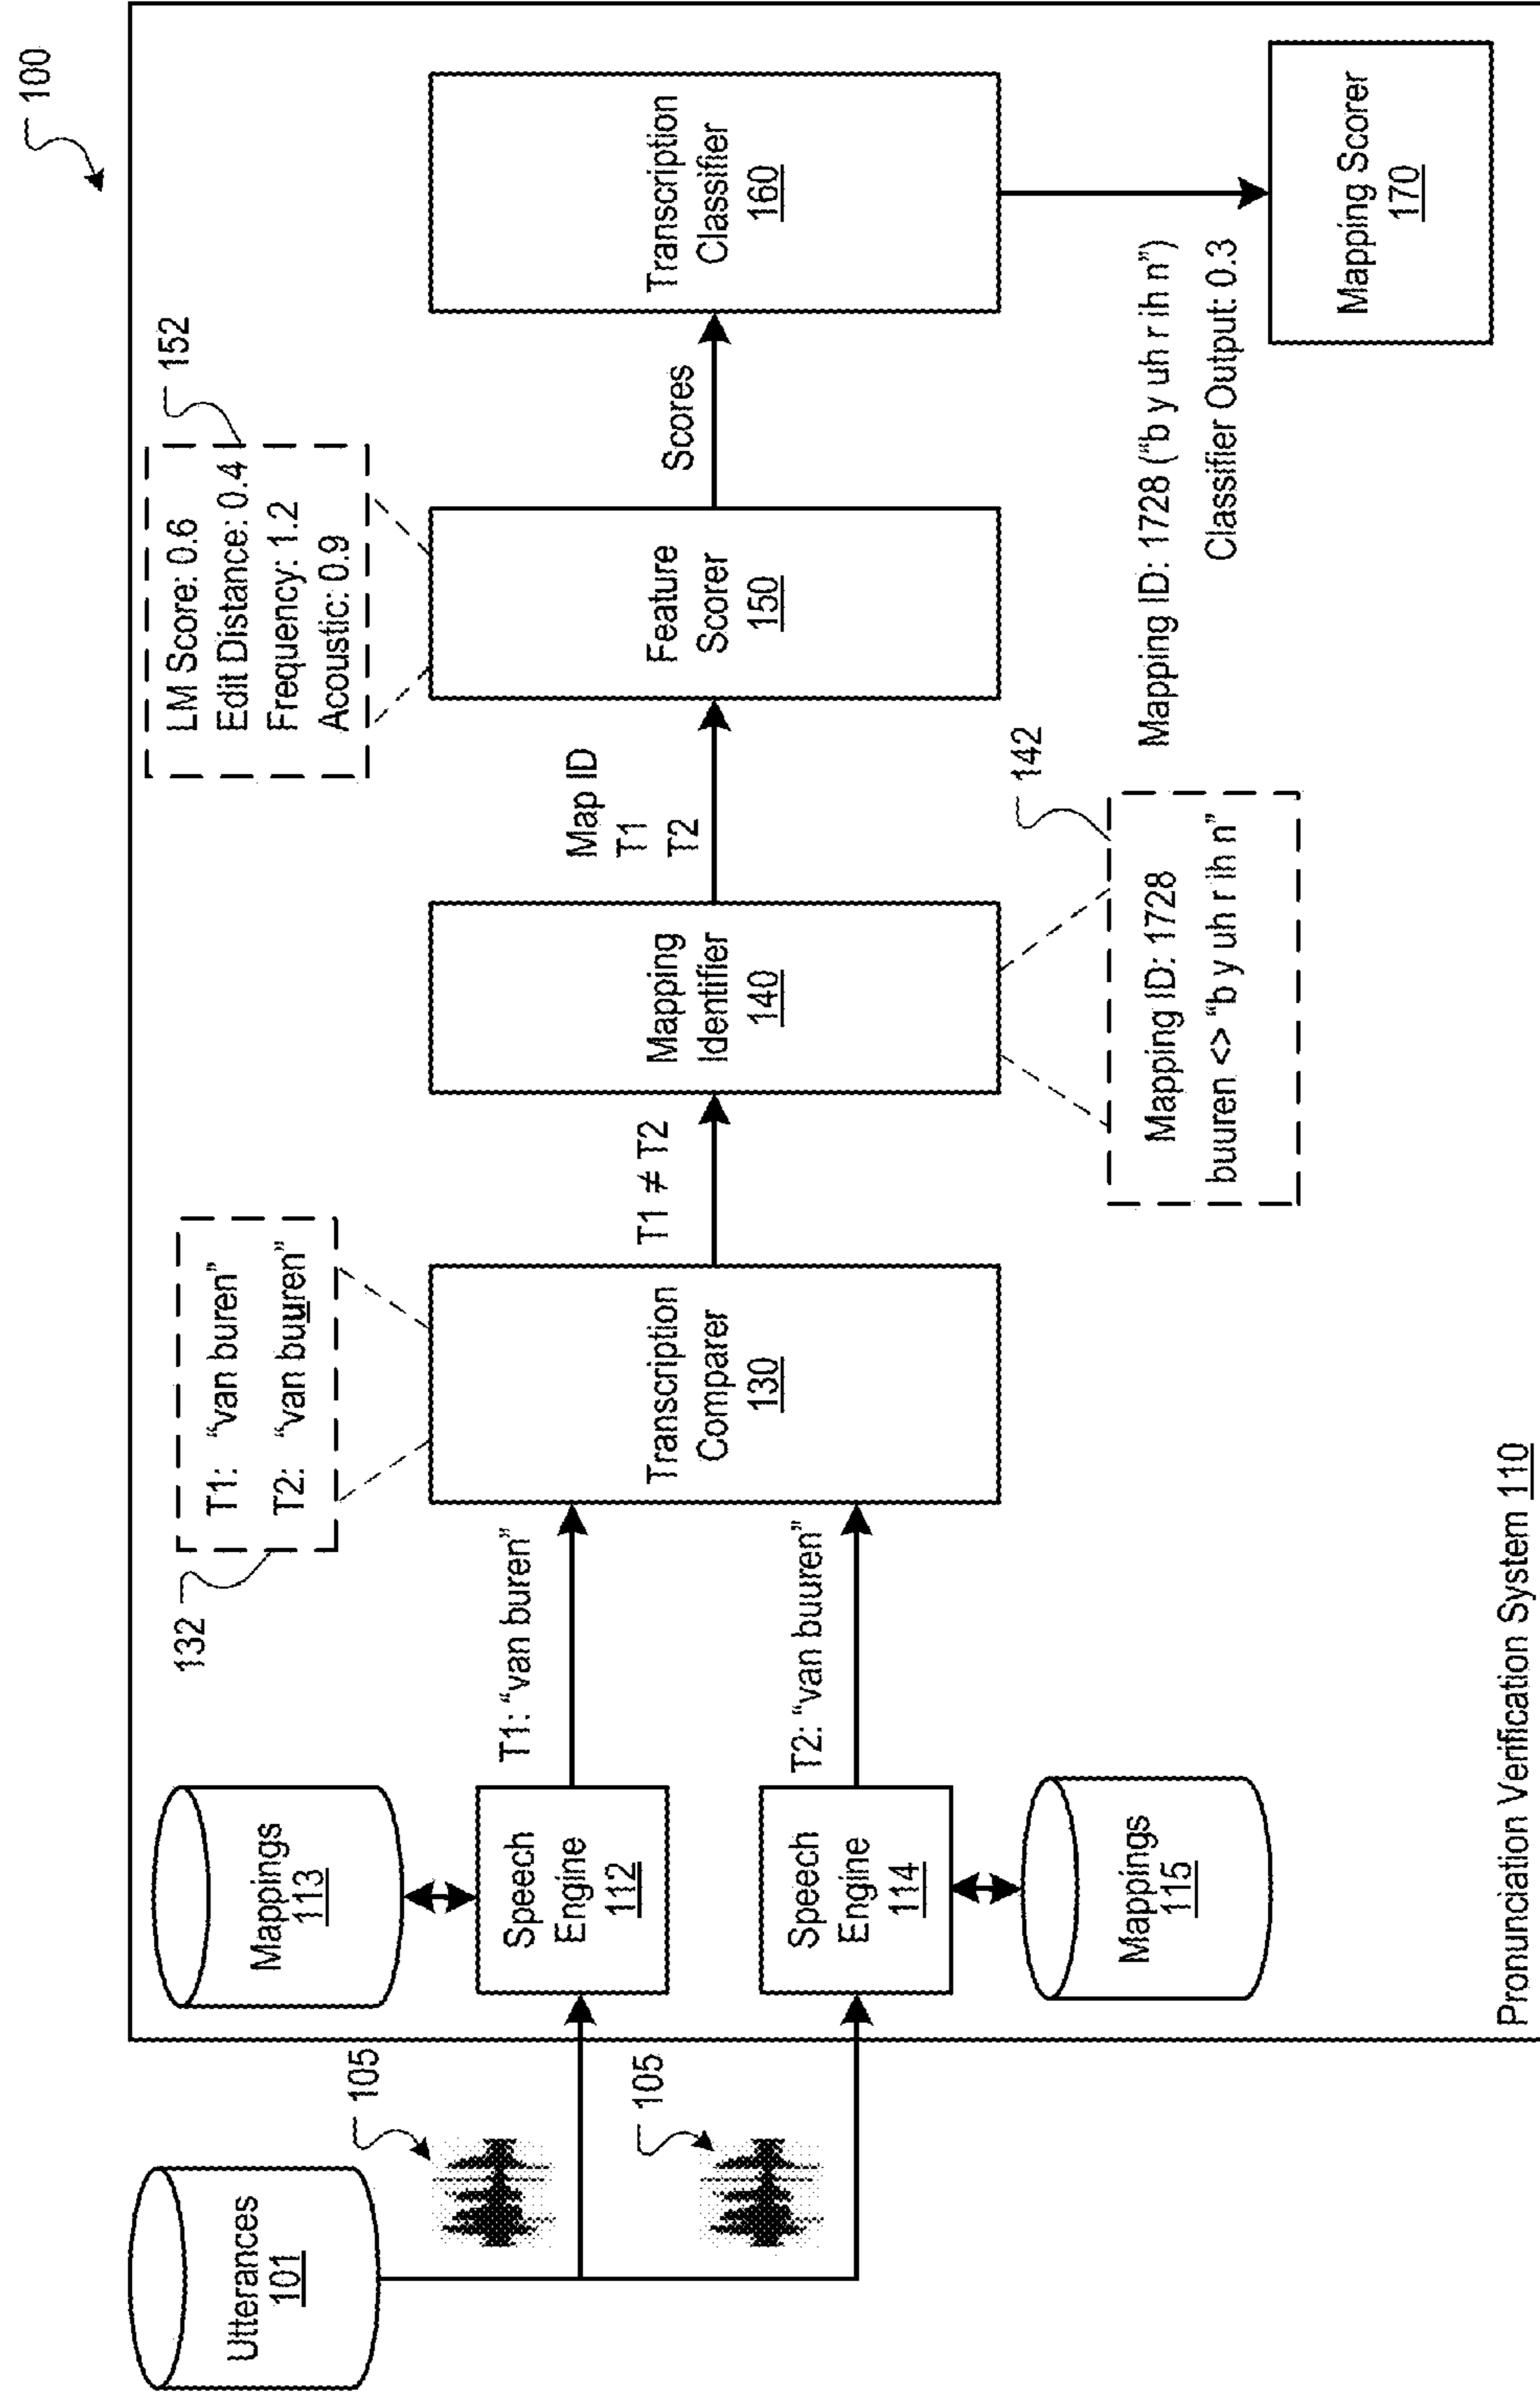 100
Utterances
101
105
105
Mappings
113
Speech
Engine
112
Speech
Engine
114
Mappings
115
T1: “van buren”
T2: “van buuren”
132
T1: “van buren”
T2: “van buuren”
Transcription
Comparer
130
T1 ≠ T2
Mapping
Identifier
140
142
Mapping ID: 1728
buuren <> “b y uh r ih n”
Map ID
T1
T2
152
LM Score: 0.6
Edit Distance: 0.4
Frequency: 1.2
Acoustic: 0.9
Feature
Scorer
150
Scores
Transcription
Classifier
160
Mapping ID: 1728 (“b y uh r ih n”)
Classifier Output: 0.3
Mapping Scorer
170
Pronunciation Verification System 110